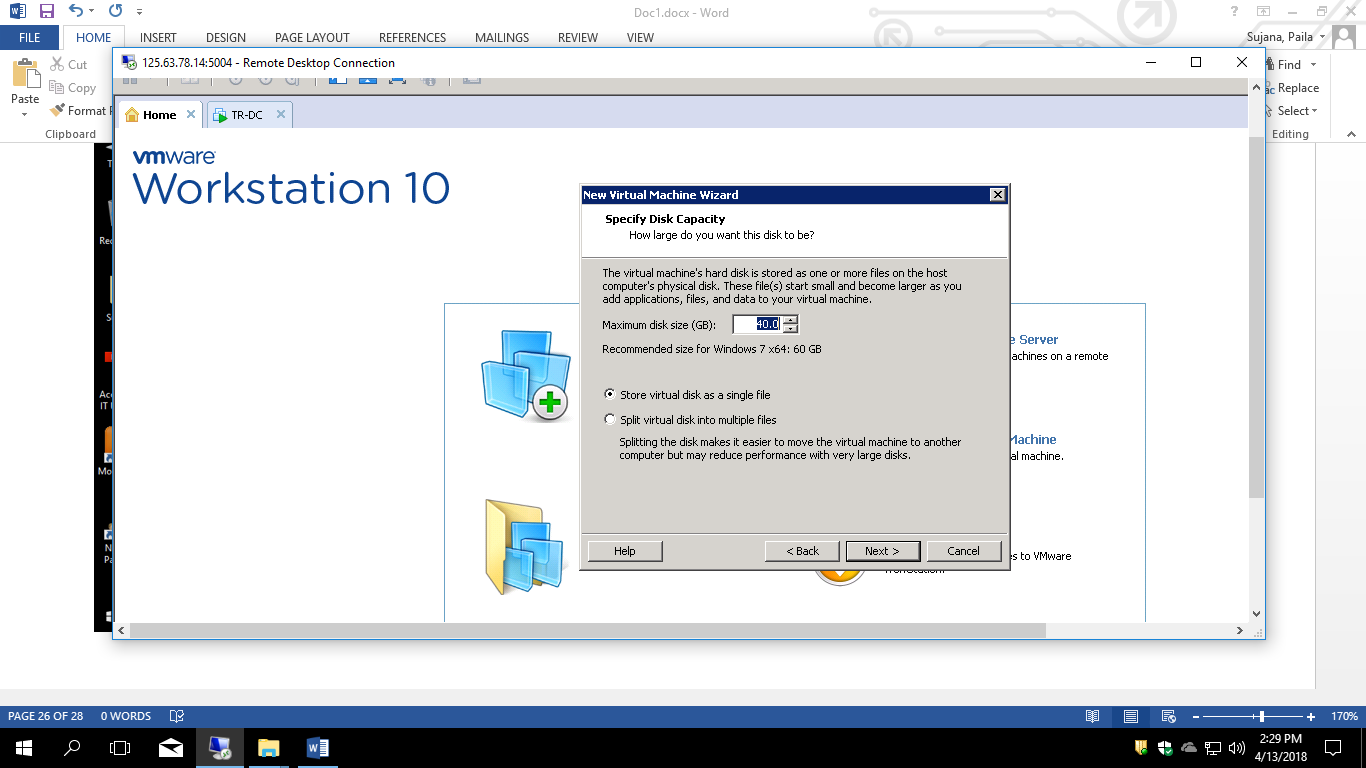 Doc1.docx - Word
FILE HOME INSERT DESIGN PAGE LAYOUT REFERENCES MAILINGS REVIEW VIEW Sujana, Paila
125.63.78.14:5004 - Remote Desktop Connection
Cut
Copy
Format
Paste
Clipboard
Find
Replace
Select
Editing
Home TR-DC
vmware
Workstation 10
New Virtual Machine Wizard
Specify Disk Capacity
How large do you want this disk to be?
The virtual machine's hard disk is stored as one or more files on the host
computer's physical disk. These file(s) start small and become larger as you
add applications, files, and data to your virtual machine.
Maximum disk size (GB): 40.0
Recommended size for Windows 7 x64: 60 GB
Store virtual disk as a single file
Split virtual disk into multiple files
Splitting the disk makes it easier to move the virtual machine to another
computer but may reduce performance with very large disks.
Help < Back Next > Cancel
e Server
achines on a remote
Machine
al machine.
es to VMware
PAGE 26 OF 28 0 WORDS 170%
2:29 PM
4/13/2018